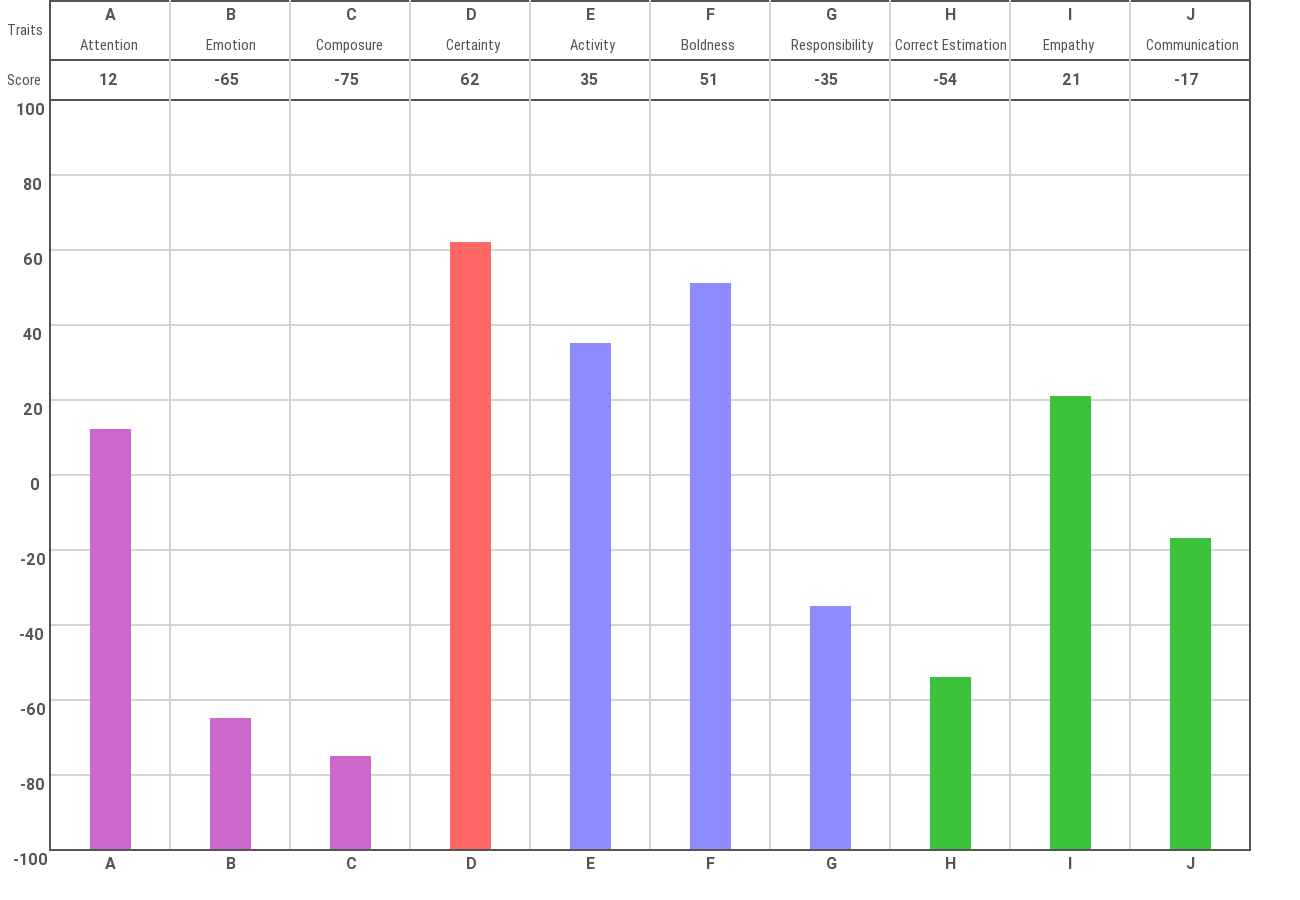 A B C D E F G H I J
Traits Attention Emotion Composure Certainty Activity Boldness Responsibility Correct Estimation Empathy Communication
Score 12 -65 -75 62 35 51 -35 -54 21 -17
100
80
60
40
20
0
-20
-40
-60
-80
-100
A B C D E F G H I J